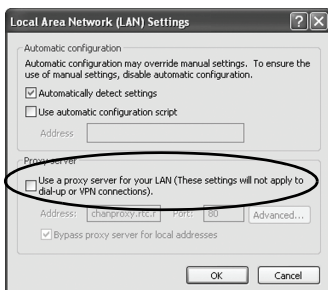 Local Area Network (LAN) Settings
Automatic configuration
Automatic configuration may override manual settings. To ensure the
use of manual settings, disable automatic configuration.
Automatically detect settings
Use automatic configuration script
Address
Proxy server
Use a proxy server for your LAN (These settings will not apply to
dial-up or VPN connections).
Address: chanproxy.rtc.r Port: 80 Advanced...
Bypass proxy server for local addresses
OK Cancel